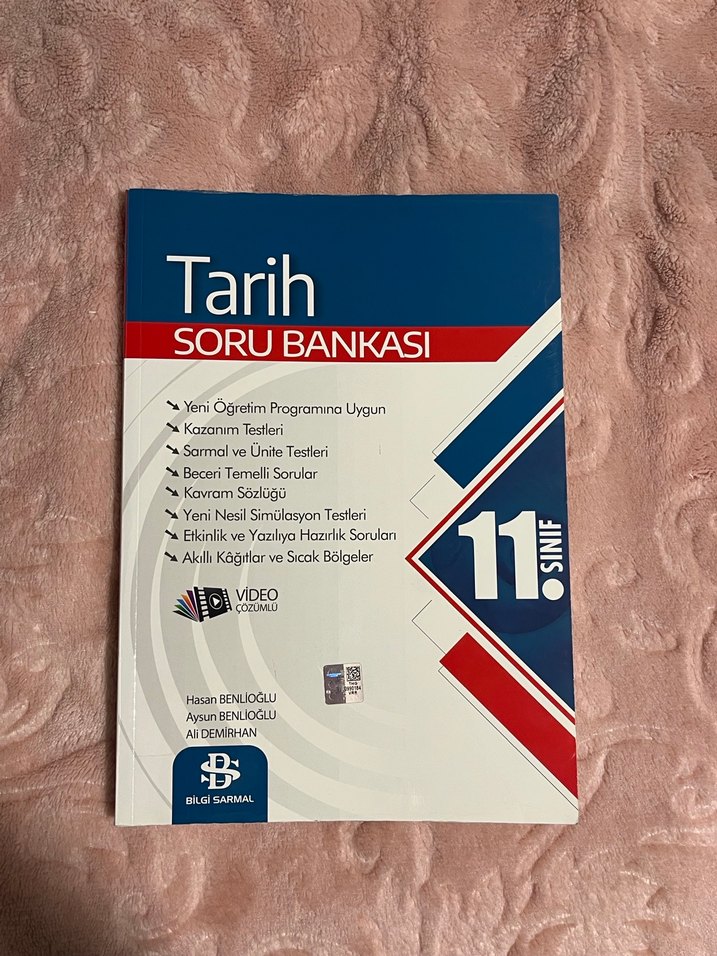 Tarih
SORU BANKASI
Yeni Öğretim Programına Uygun
Kazanım Testleri
Sarmal ve Ünite Testleri
Beceri Temelli Sorular
Kavram Sözlüğü
Yeni Nesil Simülasyon Testleri
Etkinlik ve Yazılıya Hazırlık Soruları
Akıllı Kâğıtlar ve Sıcak Bölgeler
11. SINIF
VİDEO
ÇÖZÜMLÜ
Hasan BENLİOĞLU
Aysun BENLİOĞLU
Ali DEMİRHAN
BS
BİLGİ SARMAL